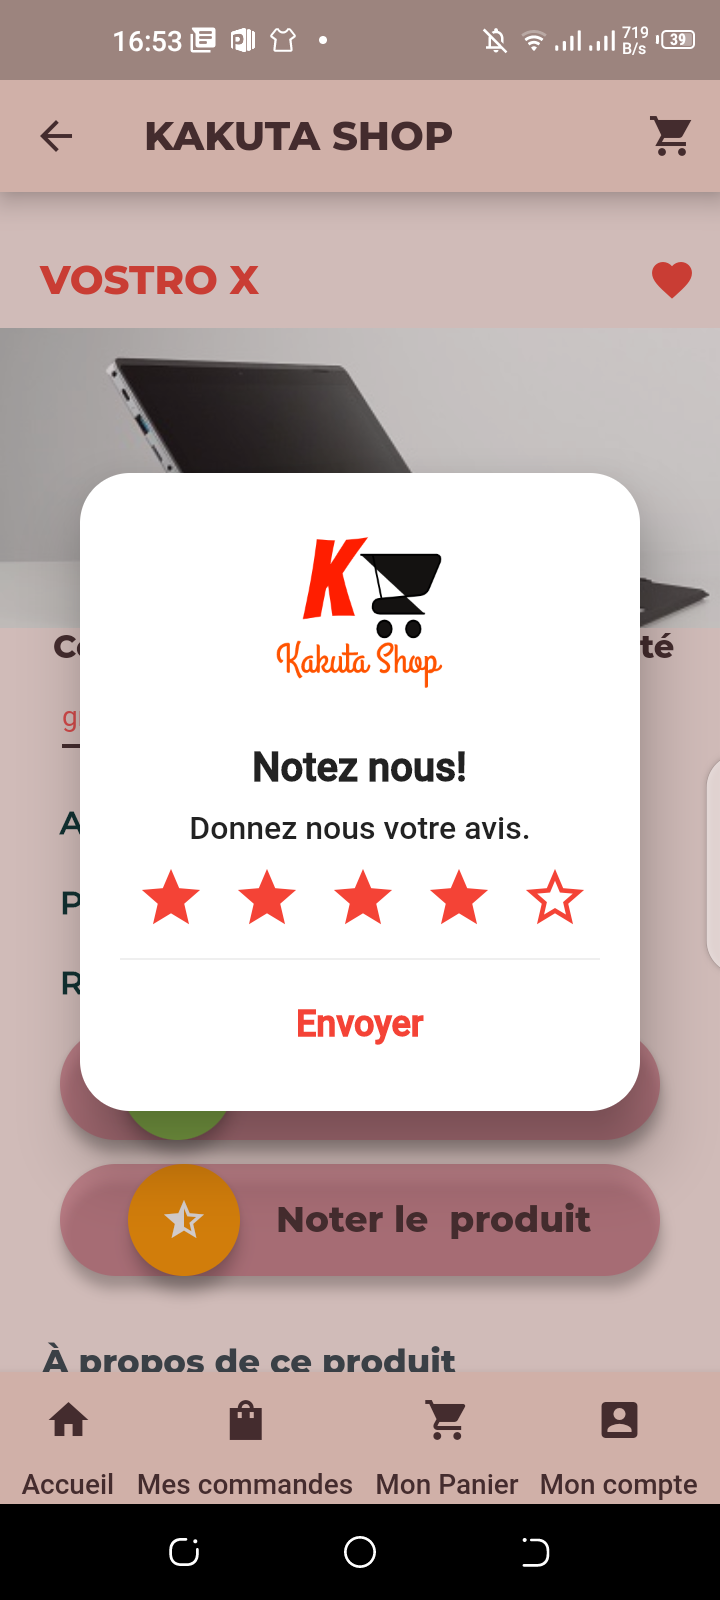 16:53
719
B/s
39
KAKUTA SHOP
VOSTRO X
K
Kakuta Shop
té
Notez nous!
Donnez nous votre avis.
A
P
R
Envoyer
Noter le  produit
À propos de ce produit
Accueil
Mes commandes
Mon Panier
Mon compte